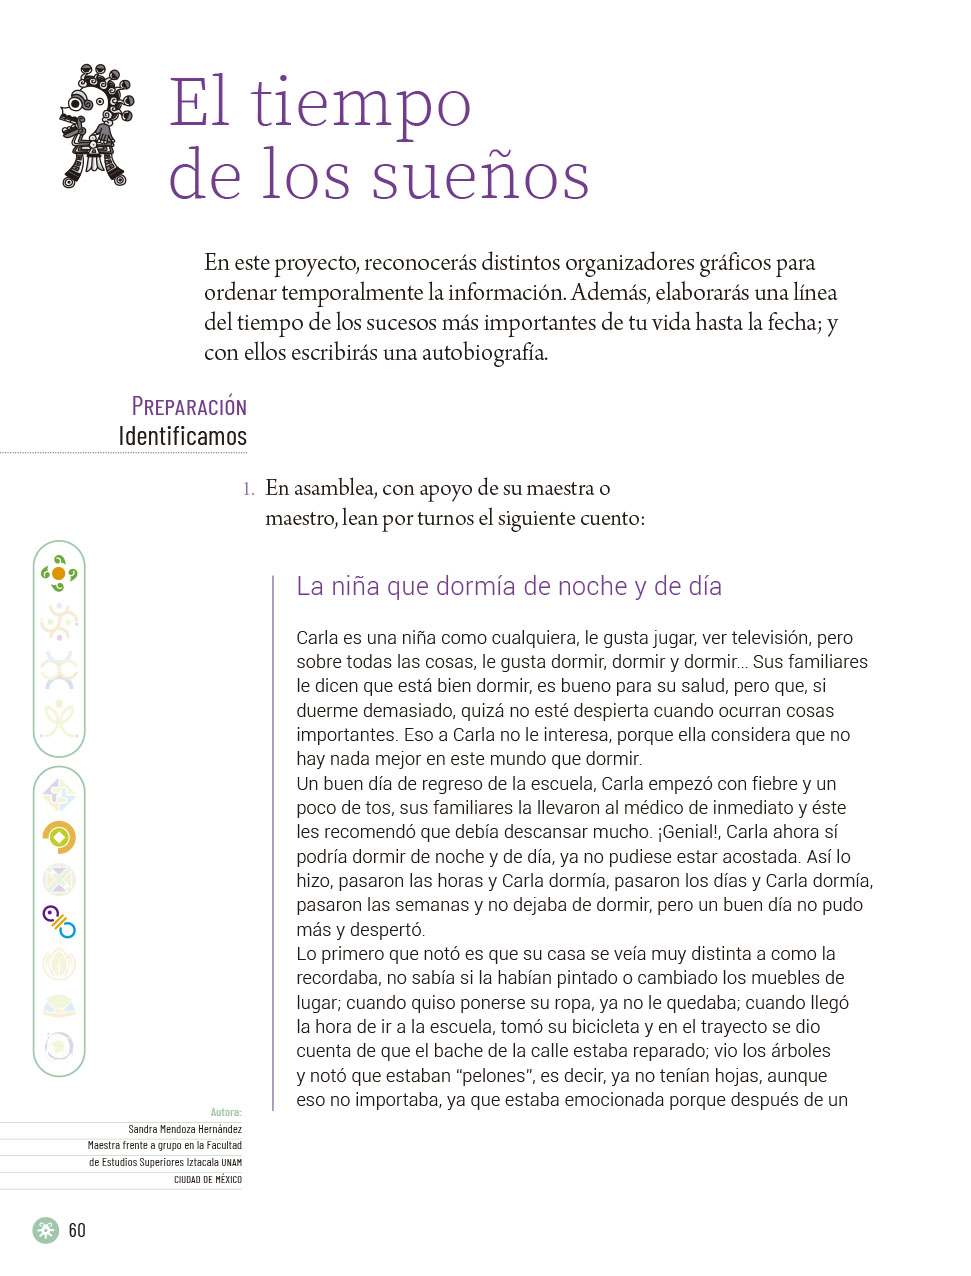 El tiempo
de los sueños
En este proyecto, reconocerás distintos organizadores gráficos para
ordenar temporalmente la información. Además, elaborarás una línea
del tiempo de los sucesos más importantes de tu vida hasta la fecha; y
con ellos escribirás una autobiografía.
PREPARACIÓN
Identificamos
1. En asamblea, con apoyo de su maestra o
maestro, lean por turnos el siguiente cuento:
La niña que dormía de noche y de día
Carla es una niña como cualquiera, le gusta jugar, ver televisión, pero
sobre todas las cosas, le gusta dormir, dormir y dormir... Sus familiares
le dicen que está bien dormir, es bueno para su salud, pero que, si
duerme demasiado, quizá no esté despierta cuando ocurran cosas
importantes. Eso a Carla no le interesa, porque ella considera que no
hay nada mejor en este mundo que dormir.
Un buen día de regreso de la escuela, Carla empezó con fiebre y un
poco de tos, sus familiares la llevaron al médico de inmediato y éste
les recomendó que debía descansar mucho. ¡Genial!, Carla ahora sí
podría dormir de noche y de día, ya no pudiese estar acostada. Así lo
hizo, pasaron las horas y Carla dormía, pasaron los días y Carla dormía,
pasaron las semanas y no dejaba de dormir, pero un buen día no pudo
más y despertó.
Lo primero que notó es que su casa se veía muy distinta a como la
recordaba, no sabía si la habían pintado o cambiado los muebles de
lugar; cuando quiso ponerse su ropa, ya no le quedaba; cuando llegó
la hora de ir a la escuela, tomó su bicicleta y en el trayecto se dio
cuenta de que el bache de la calle estaba reparado; vio los árboles
y notó que estaban “pelones”, es decir, ya no tenían hojas, aunque
eso no importaba, ya que estaba emocionada porque después de un
Autora:
Sandra Mendoza Hernández
Maestra frente a grupo en la Facultad
de Estudios Superiores Iztacala UNAM
CIUDAD DE MÉXICO
60